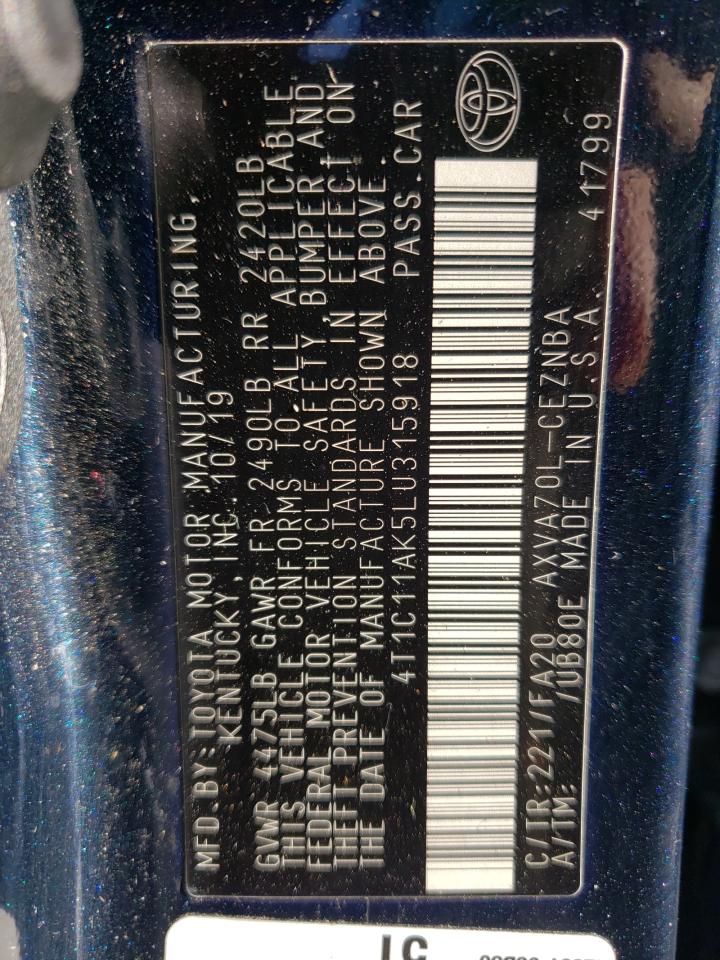 MFD.BY:TOYOTA MOTOR MANUFACTURING,
KENTUCKY,INC. 10/19
GVWR 4475LB GAWR FR 2490LB RR 2420LB
THIS VEHICLE CONFORMS TO ALL APPLICABLE
FEDERAL MOTOR VEHICLE SAFETY,BUMPER AND
THEFT PREVENTION STANDARDS IN EFFECT ON
THE DATE OF MANUFACTURE SHOWN ABOVE.
4T1C11AK5LU315918 PASS.CAR
C/TR:221/FA20 AXVA70L-CEZNBA
A/TM: /UB80E MADE IN U.S.A. 41799
LC